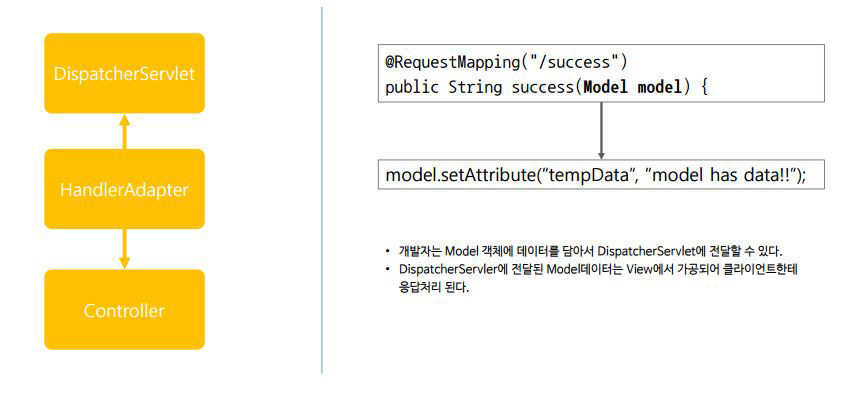 DispatcherServlet
HandlerAdapter
Controller
@RequestMapping("/success")
public String success(Model model) {
model.setAttribute(“tempData”, “model has data!!”);
• 개발자는 Model 객체에 데이터를 담아서 DispatcherServlet에 전달할 수 있다.
• DispatcherServler에 전달된 Model데이터는 View에서 가공되어 클라이언트한테
응답처리 된다.